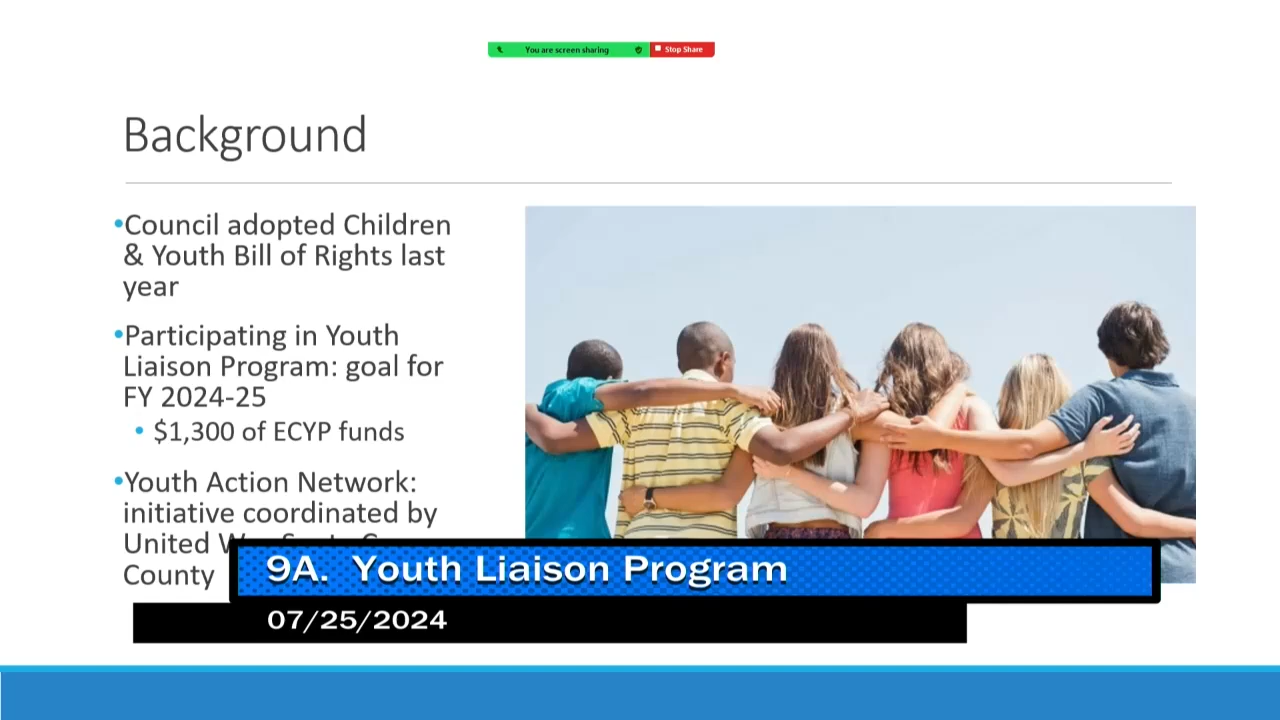 You are screen sharing
Stop Share
Background
•Council adopted Children
& Youth Bill of Rights last
year
•Participating in Youth
Liaison Program: goal for
FY 2024-25
• $1,300 of ECYP funds
•Youth Action Network:
initiative coordinated by
United
County
9A. Youth Liaison Program
07/25/2024